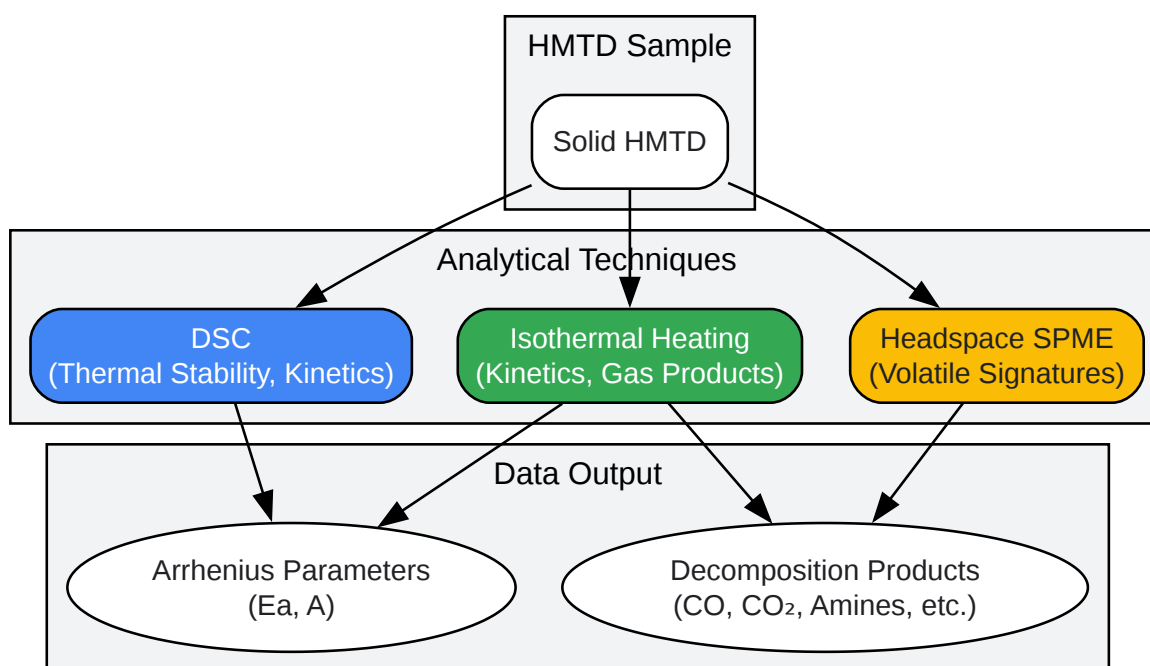 HMTD Sample
Solid HMTD
Analytical Techniques
DSC
(Thermal Stability, Kinetics)
Isothermal Heating
(Kinetics, Gas Products)
Headspace SPME
(Volatile Signatures)
Data Output
Arrhenius Parameters
(Ea, A)
Decomposition Products
(CO, CO₂, Amines, etc.)